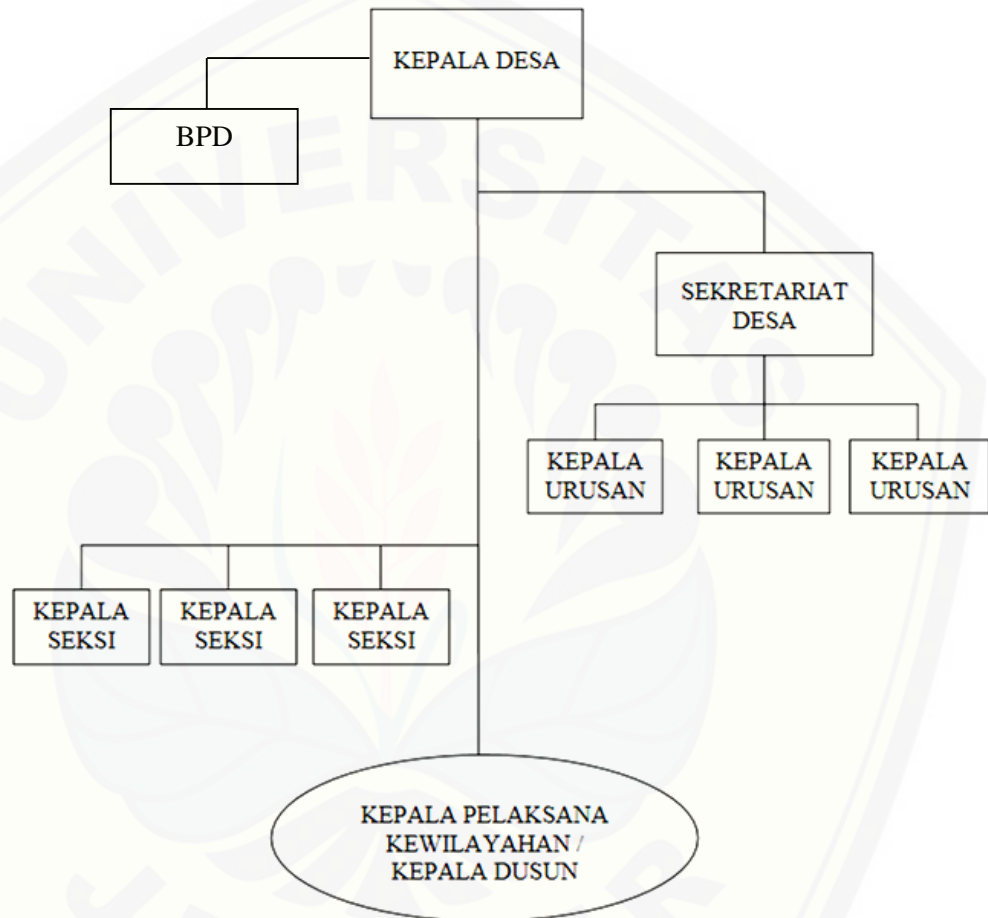 KEPALA DESA
BPD
SEKRETARIAT
DESA
KEPALA
URUSAN
KEPALA
URUSAN
KEPALA
URUSAN
KEPALA
SEKSI
KEPALA
SEKSI
KEPALA
SEKSI
KEPALA PELAKSANA
KEWILAYAHAN /
KEPALA DUSUN
UNIVERSITAS